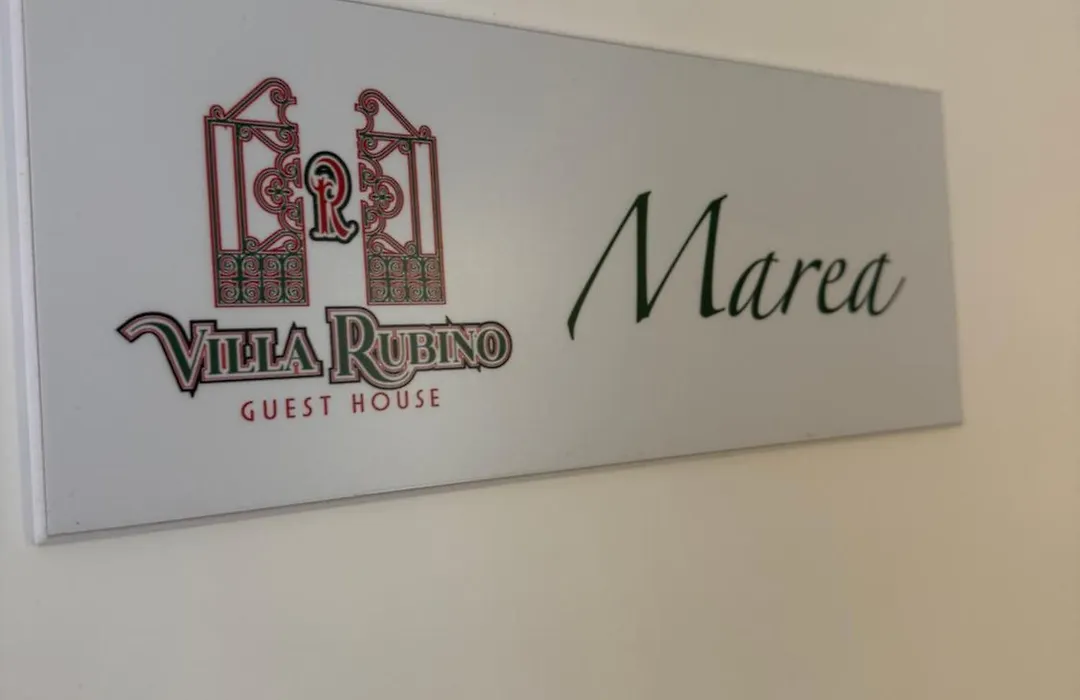 R
VILLA RUBINO
GUEST HOUSE
Marea